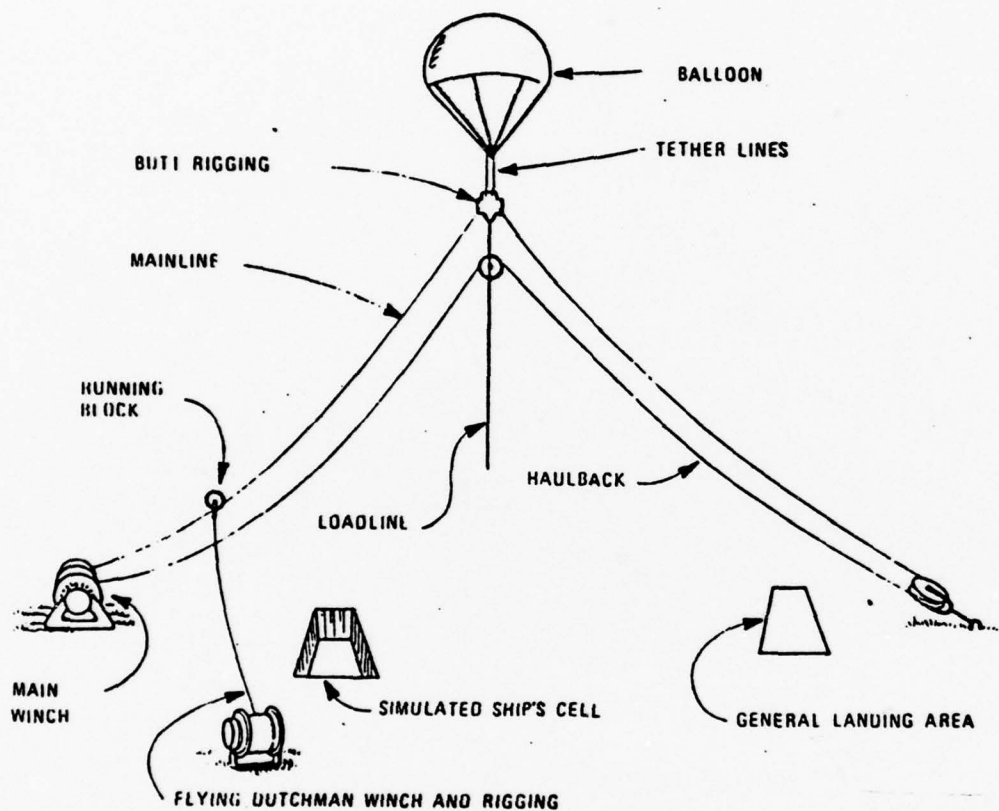 BALLOON
TETHER LINES
BUTT RIGGING
MAINLINE
RUNNING
BLOCK
HAULBACK
LOADLINE
MAIN
WINCH
SIMULATED SHIP'S CELL
GENERAL LANDING AREA
FLYING DUTCHMAN WINCH AND RIGGING